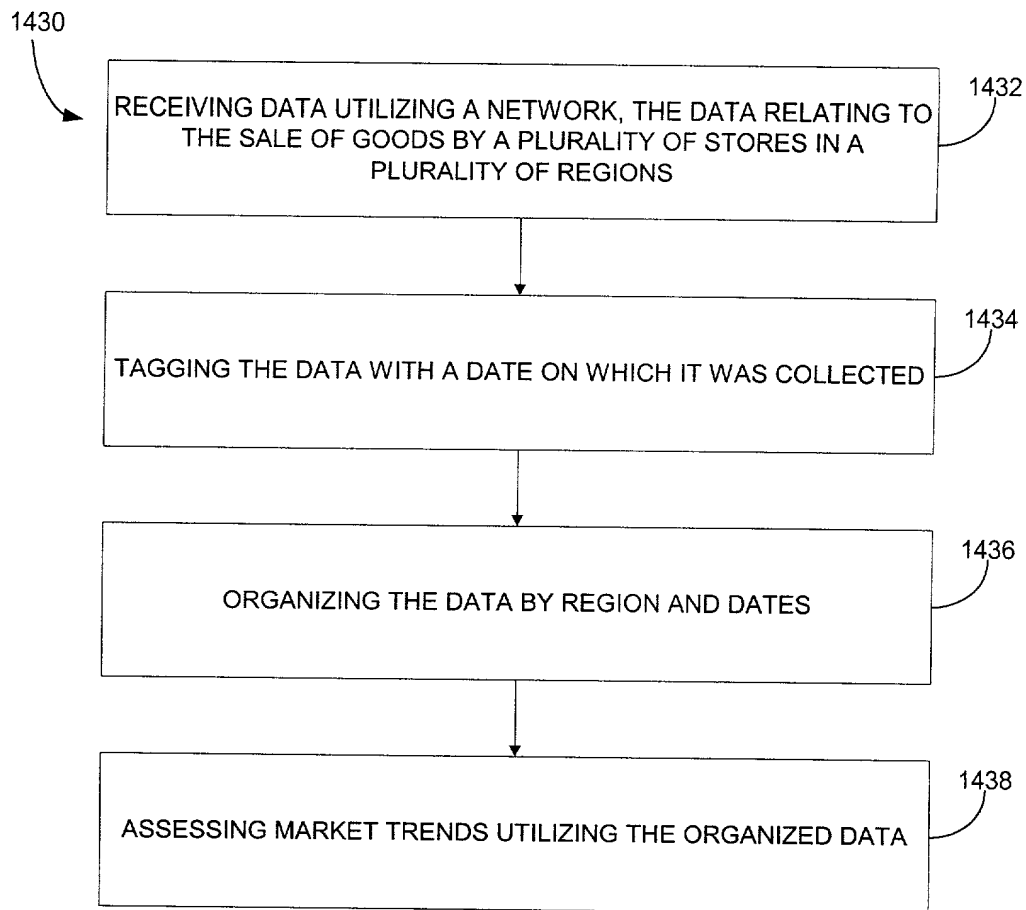 1430
1432
RECEIVING DATA UTILIZING A NETWORK, THE DATA RELATING TO
THE SALE OF GOODS BY A PLURALITY OF STORES IN A
PLURALITY OF REGIONS
1434
TAGGING THE DATA WITH A DATE ON WHICH IT WAS COLLECTED
1436
ORGANIZING THE DATA BY REGION AND DATES
1438
ASSESSING MARKET TRENDS UTILIZING THE ORGANIZED DATA